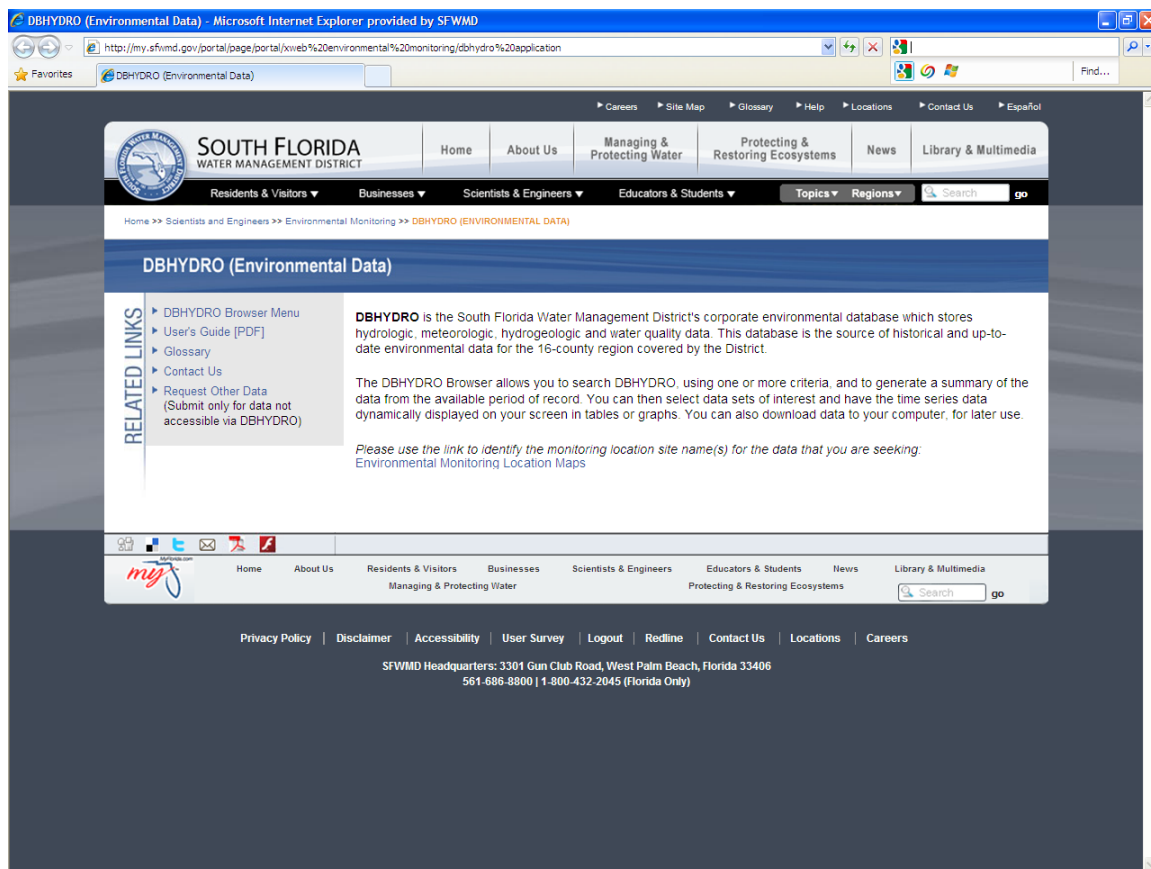 DBHYDRO (Environmental Data) - Microsoft Internet Explorer provided by SFWMD
http://my.sfwmd.gov/portal/page/portal/xweb%20environmental%20monitoring/dbhydro%20application
Favorites
DBHYDRO (Environmental Data)
Find...
Careers Site Map Glossary Help Locations Contact Us Español
SOUTH FLORIDA
WATER MANAGEMENT DISTRICT
Home About Us Managing & Protecting Water Protecting & Restoring Ecosystems News Library & Multimedia
Residents & Visitors Businesses Scientists & Engineers Educators & Students Topics Regions Search go
Home >> Scientists and Engineers >> Environmental Monitoring >> DBHYDRO (ENVIRONMENTAL DATA)
DBHYDRO (Environmental Data)
RELATED LINKS
DBHYDRO Browser Menu
User's Guide [PDF]
Glossary
Contact Us
Request Other Data
(Submit only for data not
accessible via DBHYDRO)
DBHYDRO is the South Florida Water Management District's corporate environmental database which stores
hydrologic, meteorologic, hydrogeologic and water quality data. This database is the source of historical and up-to-
date environmental data for the 16-county region covered by the District.
The DBHYDRO Browser allows you to search DBHYDRO, using one or more criteria, and to generate a summary of the
data from the available period of record. You can then select data sets of interest and have the time series data
dynamically displayed on your screen in tables or graphs. You can also download data to your computer, for later use.
Please use the link to identify the monitoring location site name(s) for the data that you are seeking:
Environmental Monitoring Location Maps
MyFlorida.com
my
Home About Us Residents & Visitors Businesses Scientists & Engineers Educators & Students News Library & Multimedia
Managing & Protecting Water Protecting & Restoring Ecosystems
Search go
Privacy Policy | Disclaimer | Accessibility | User Survey | Logout | Redline | Contact Us | Locations | Careers
SFWMD Headquarters: 3301 Gun Club Road, West Palm Beach, Florida 33406
561-686-8800 | 1-800-432-2045 (Florida Only)